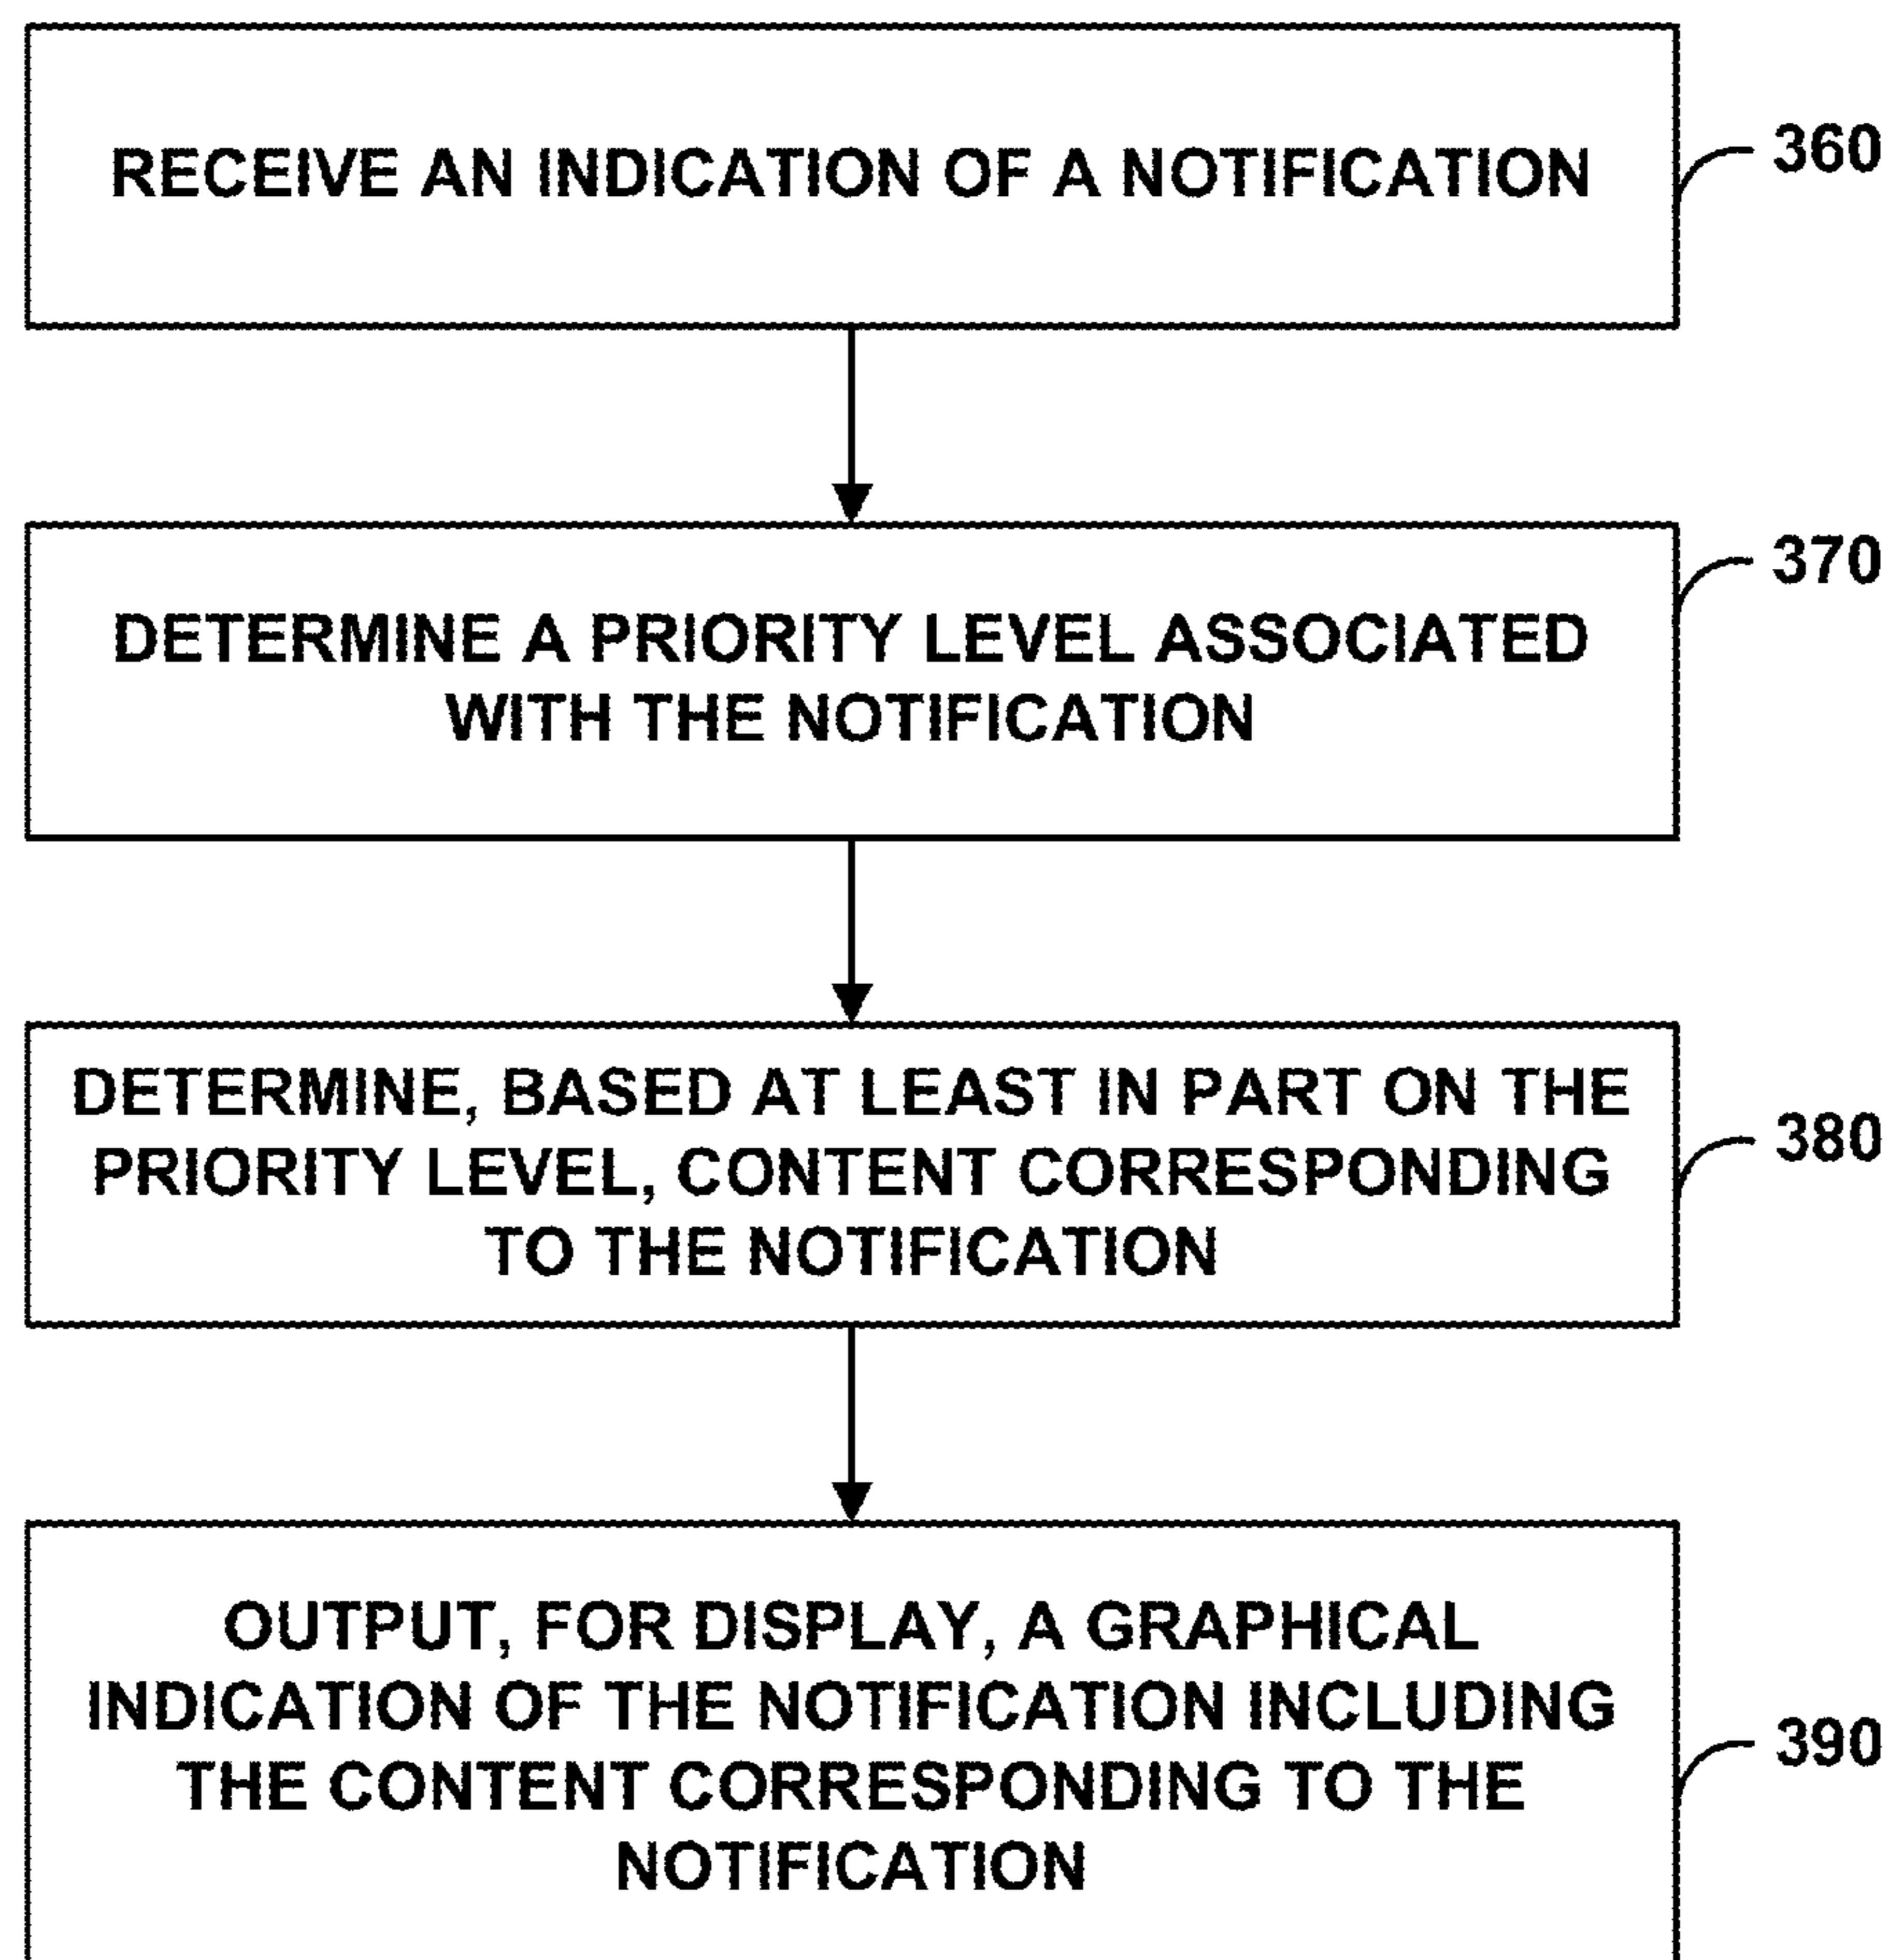 RECEIVE AN INDICATION OF A NOTIFICATION
360
DETERMINE A PRIORITY LEVEL ASSOCIATED
WITH THE NOTIFICATION
370
DETERMINE, BASED AT LEAST IN PART ON THE
PRIORITY LEVEL, CONTENT CORRESPONDING
TO THE NOTIFICATION
380
OUTPUT, FOR DISPLAY, A GRAPHICAL
INDICATION OF THE NOTIFICATION INCLUDING
THE CONTENT CORRESPONDING TO THE
NOTIFICATION
390